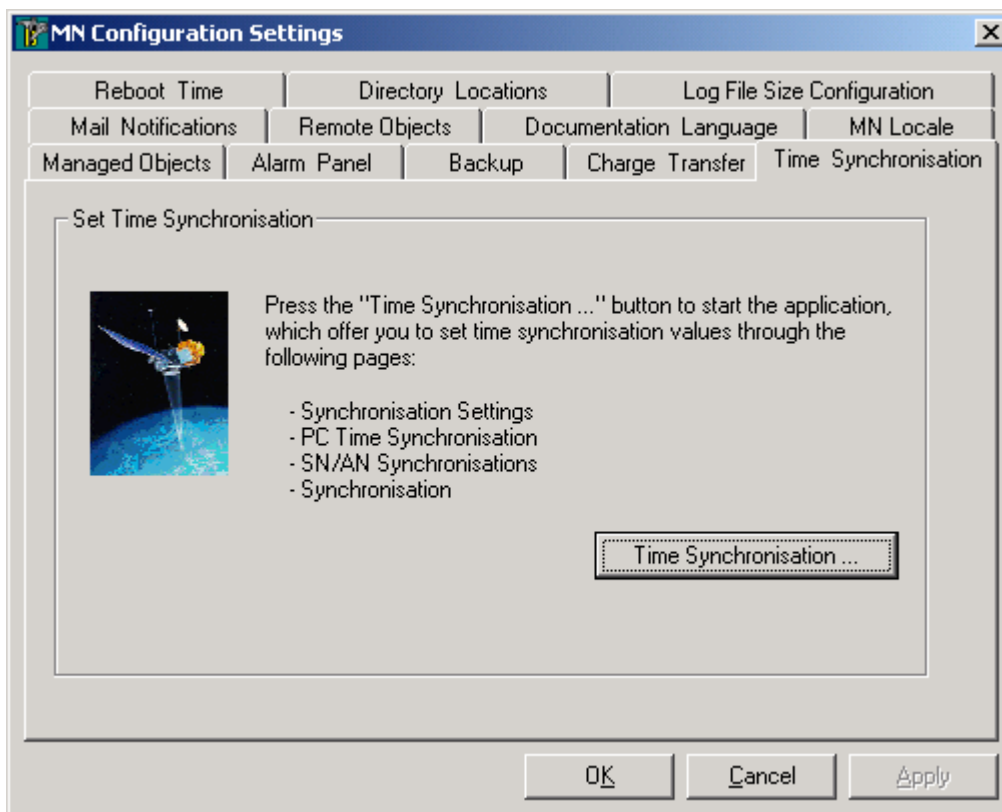 MN Configuration Settings
Reboot Time Directory Locations Log File Size Configuration
Mail Notifications Remote Objects Documentation Language MN Locale
Managed Objects Alarm Panel Backup Charge Transfer Time Synchronisation
Set Time Synchronisation
Press the "Time Synchronisation ..." button to start the application,
which offer you to set time synchronisation values through the
following pages:
- Synchronisation Settings
- PC Time Synchronisation
- SN/AN Synchronisations
- Synchronisation
Time Synchronisation ...
OK Cancel Apply